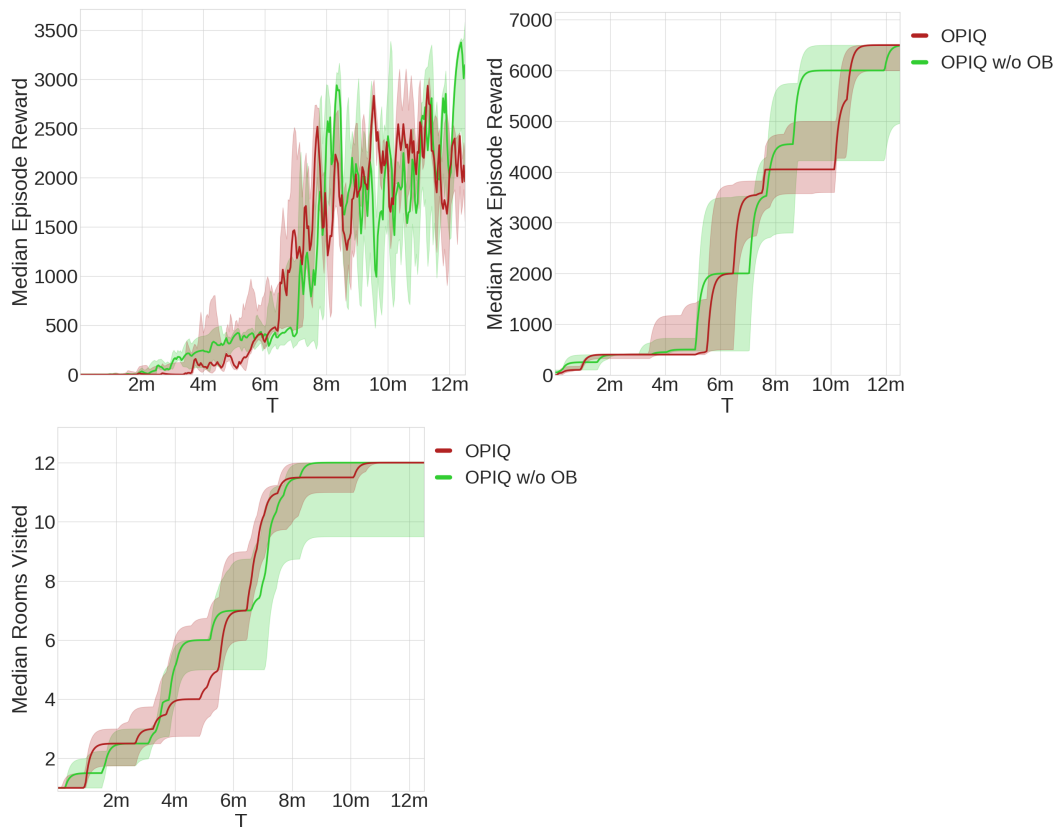 Median Episode Reward
3500
3000
2500
2000
1500
1000
500
0
2m 4m 6m 8m 10m 12m
T
Median Max Episode Reward
7000
6000
5000
4000
3000
2000
1000
0
2m 4m 6m 8m 10m 12m
T
OPIQ
OPIQ w/o OB
Median Rooms Visited
12
10
8
6
4
2
2m 4m 6m 8m 10m 12m
T
OPIQ
OPIQ w/o OB